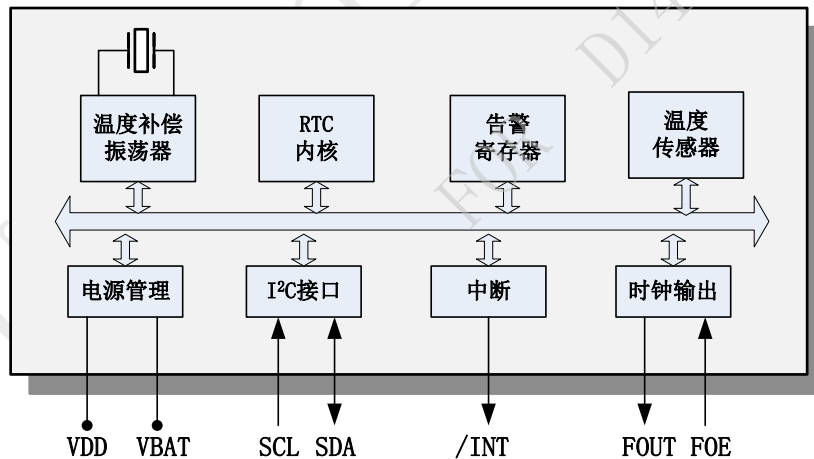 温度补偿
振荡器
RTC
内核
告警
寄存器
温度
传感器
电源管理
I²C接口
中断
时钟输出
VDD VBAT SCL SDA /INT FOUT FOE
FOR DI4